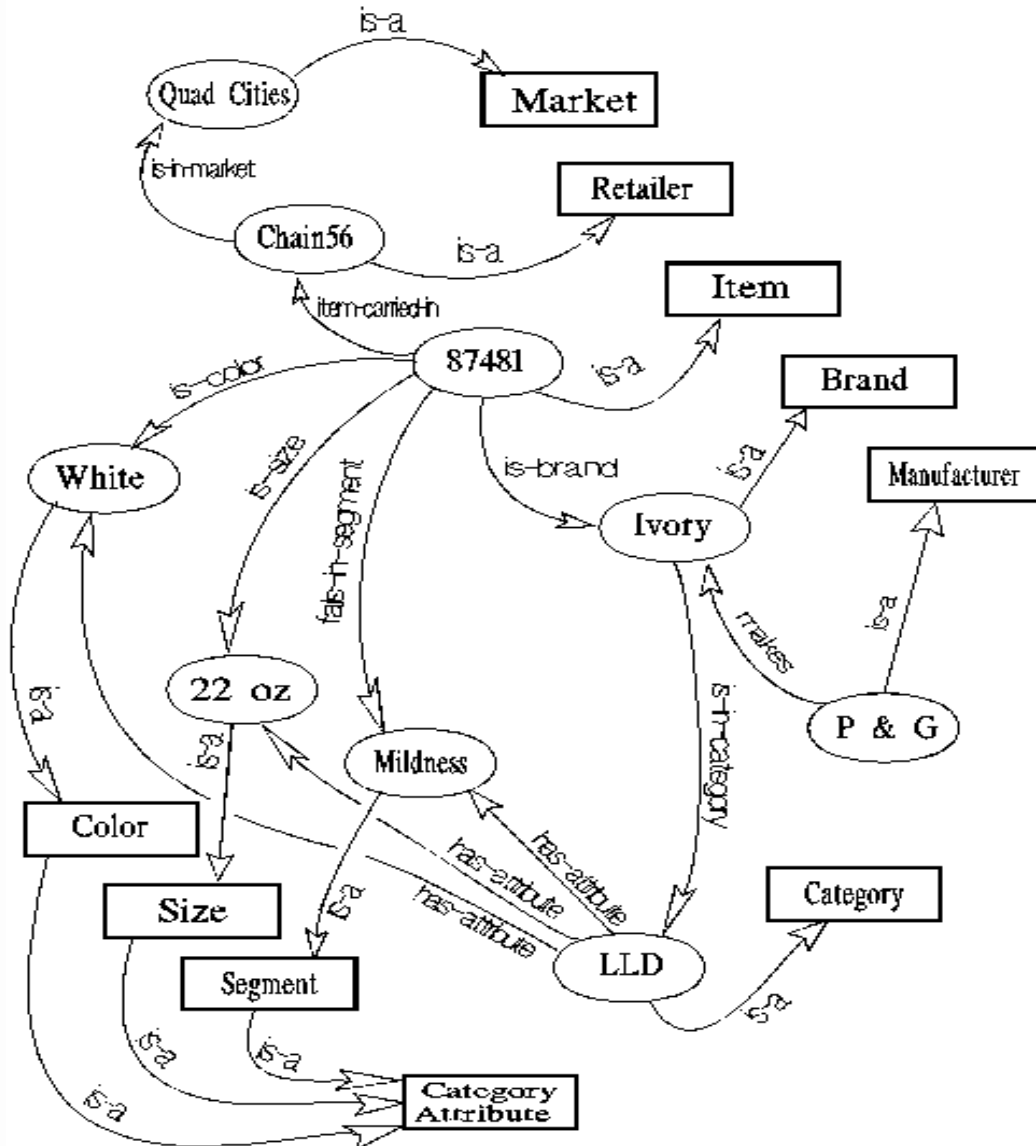 is-a
Quad Cities
Market
is-in-market
Retailer
Chain56
is-a
Item
item-carried-in
87481
is-a
Brand
is-color
is-size
White
is-brand
is-a
Manufacturer
falls-in-segment
Ivory
is-a
makes
22 oz
is-in-category
P & G
is-a
is-a
Mildness
Color
has-attribute
has-attribute
has-attribute
Category
Size
is-a
LLD
Segment
is-a
is-a
is-a
is-a
Category
Attribute